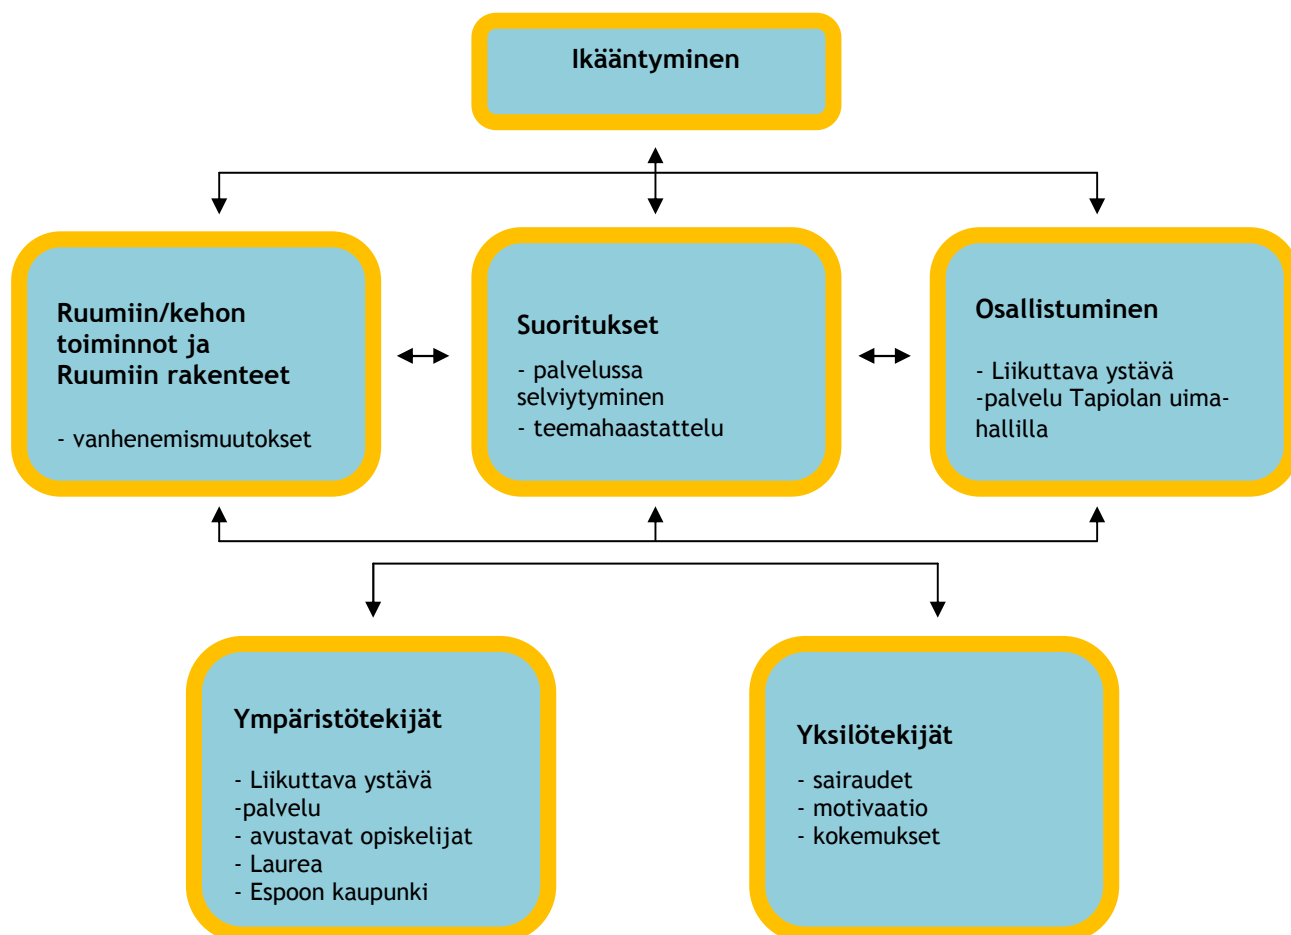 Ikääntyminen
Ruumiin/kehon
toiminnot ja
Ruumiin rakenteet
- vanhenemismuutokset
Suoritukset
- palvelussa
selviytyminen
- teemahaastattelu
Osallistuminen
- Liikuttava ystävä
-palvelu Tapiolan uima-
hallilla
Ympäristötekijät
- Liikuttava ystävä
-palvelu
- avustavat opiskelijat
- Laurea
- Espoon kaupunki
Yksilötekijät
- sairaudet
- motivaatio
- kokemukset